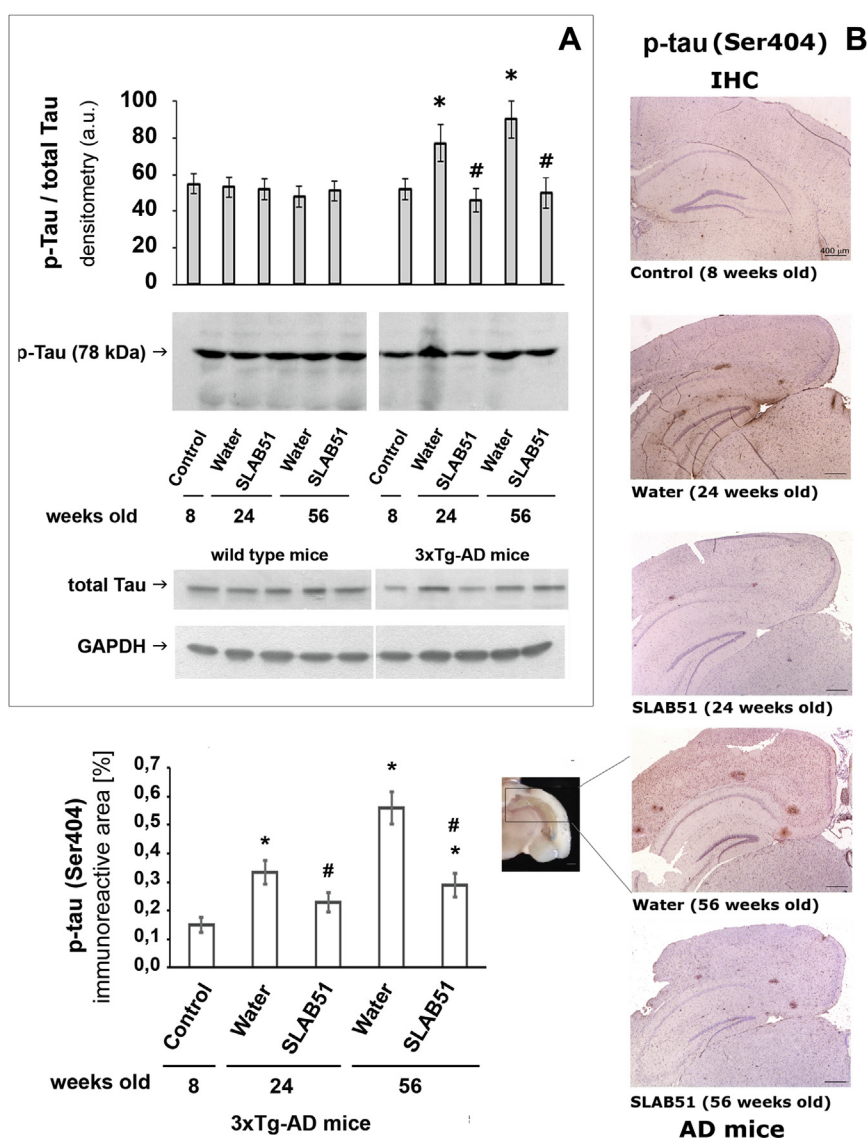 A
p-Tau / total Tau
densitometry (a.u.)
100
80
60
40
20
0
*
#
*
#
p-Tau (78 kDa) →
Control
Water
SLAB51
Water
SLAB51
Control
Water
SLAB51
Water
SLAB51
weeks old 8 24 56 8 24 56
wild type mice 3xTg-AD mice
total Tau →
GAPDH →
p-tau (Ser404) B
IHC
400 µm
Control (8 weeks old)
Water (24 weeks old)
SLAB51 (24 weeks old)
Water (56 weeks old)
SLAB51 (56 weeks old)
AD mice
p-tau (Ser404)
immunoreactive area [%]
0,7
0,6
0,5
0,4
0,3
0,2
0,1
0,0
*
#
*
#
*
Control
Water
SLAB51
Water
SLAB51
weeks old 8 24 56
3xTg-AD mice